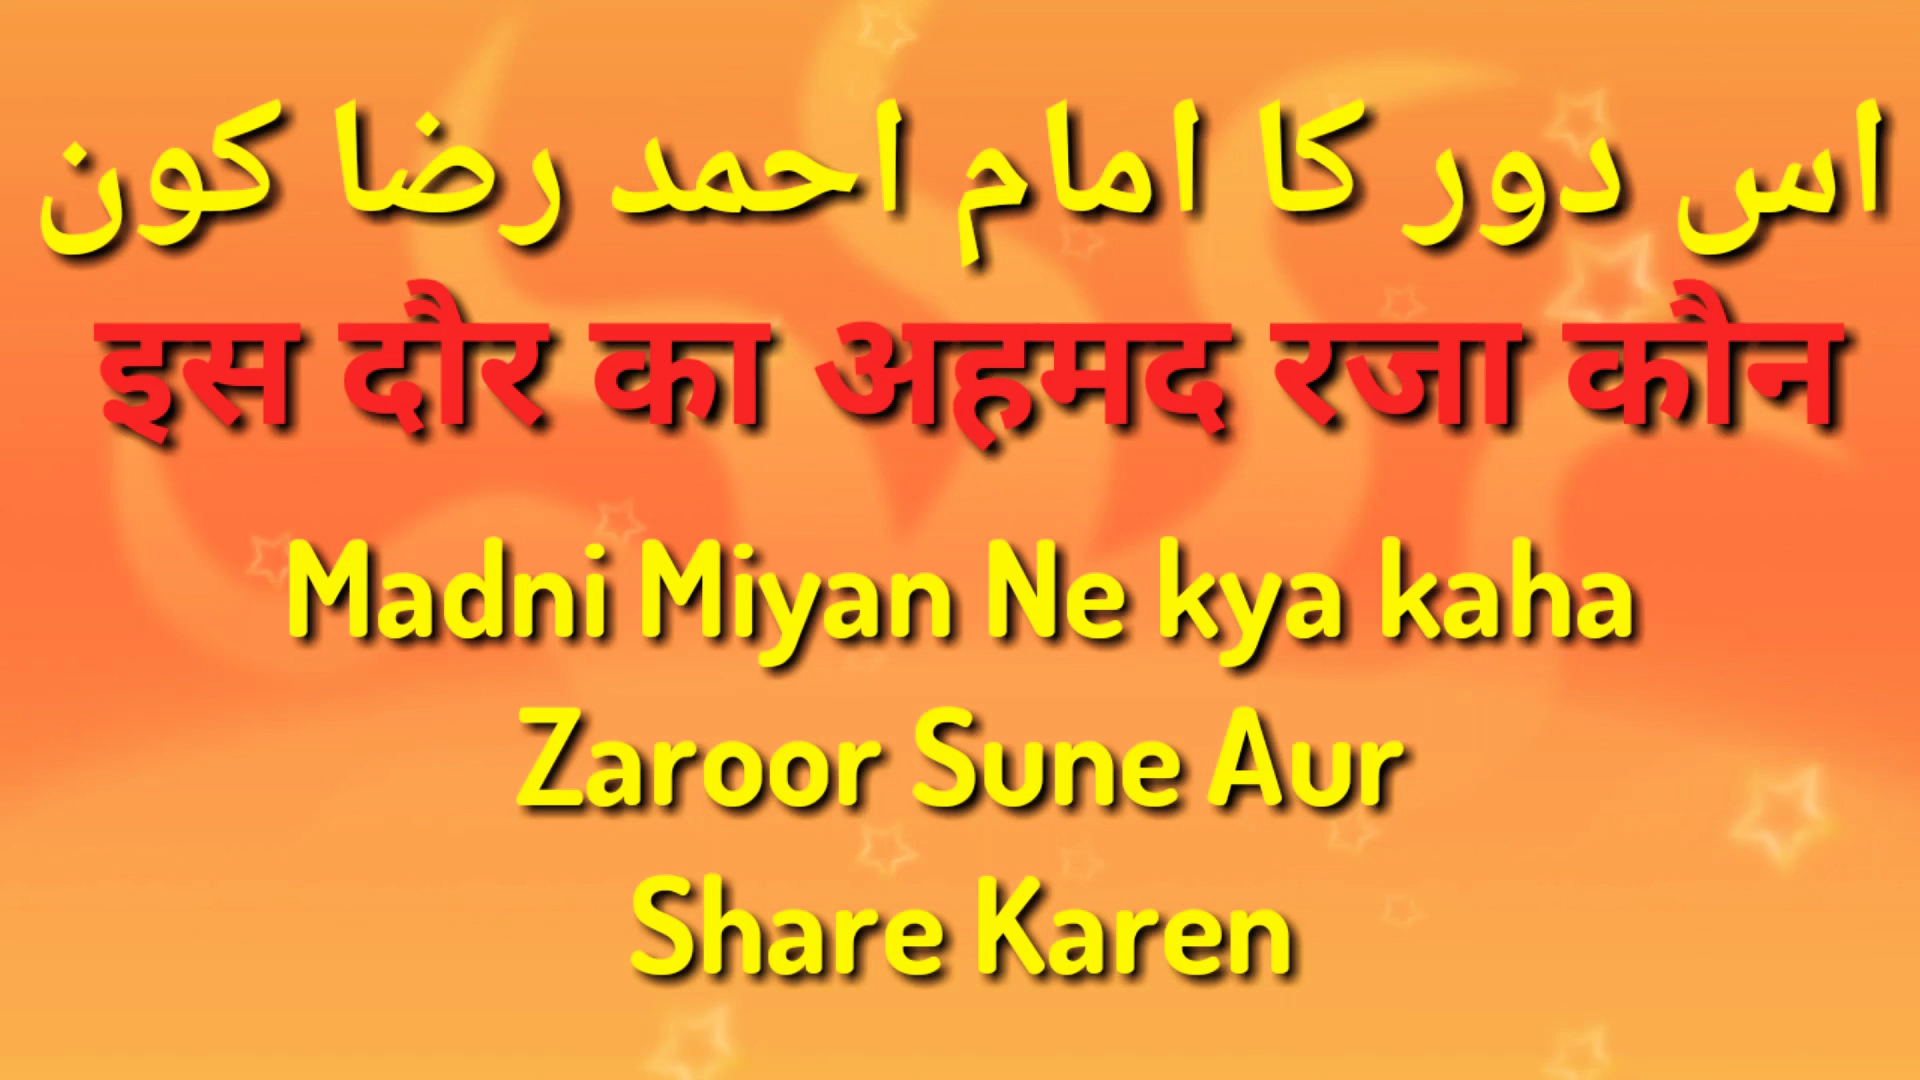 اس دور کا امام احمد رضا کون
इस दौर का अहमद रजा कौन
Madni Miyan Ne kya kaha
Zaroor Sune Aur
Share Karen